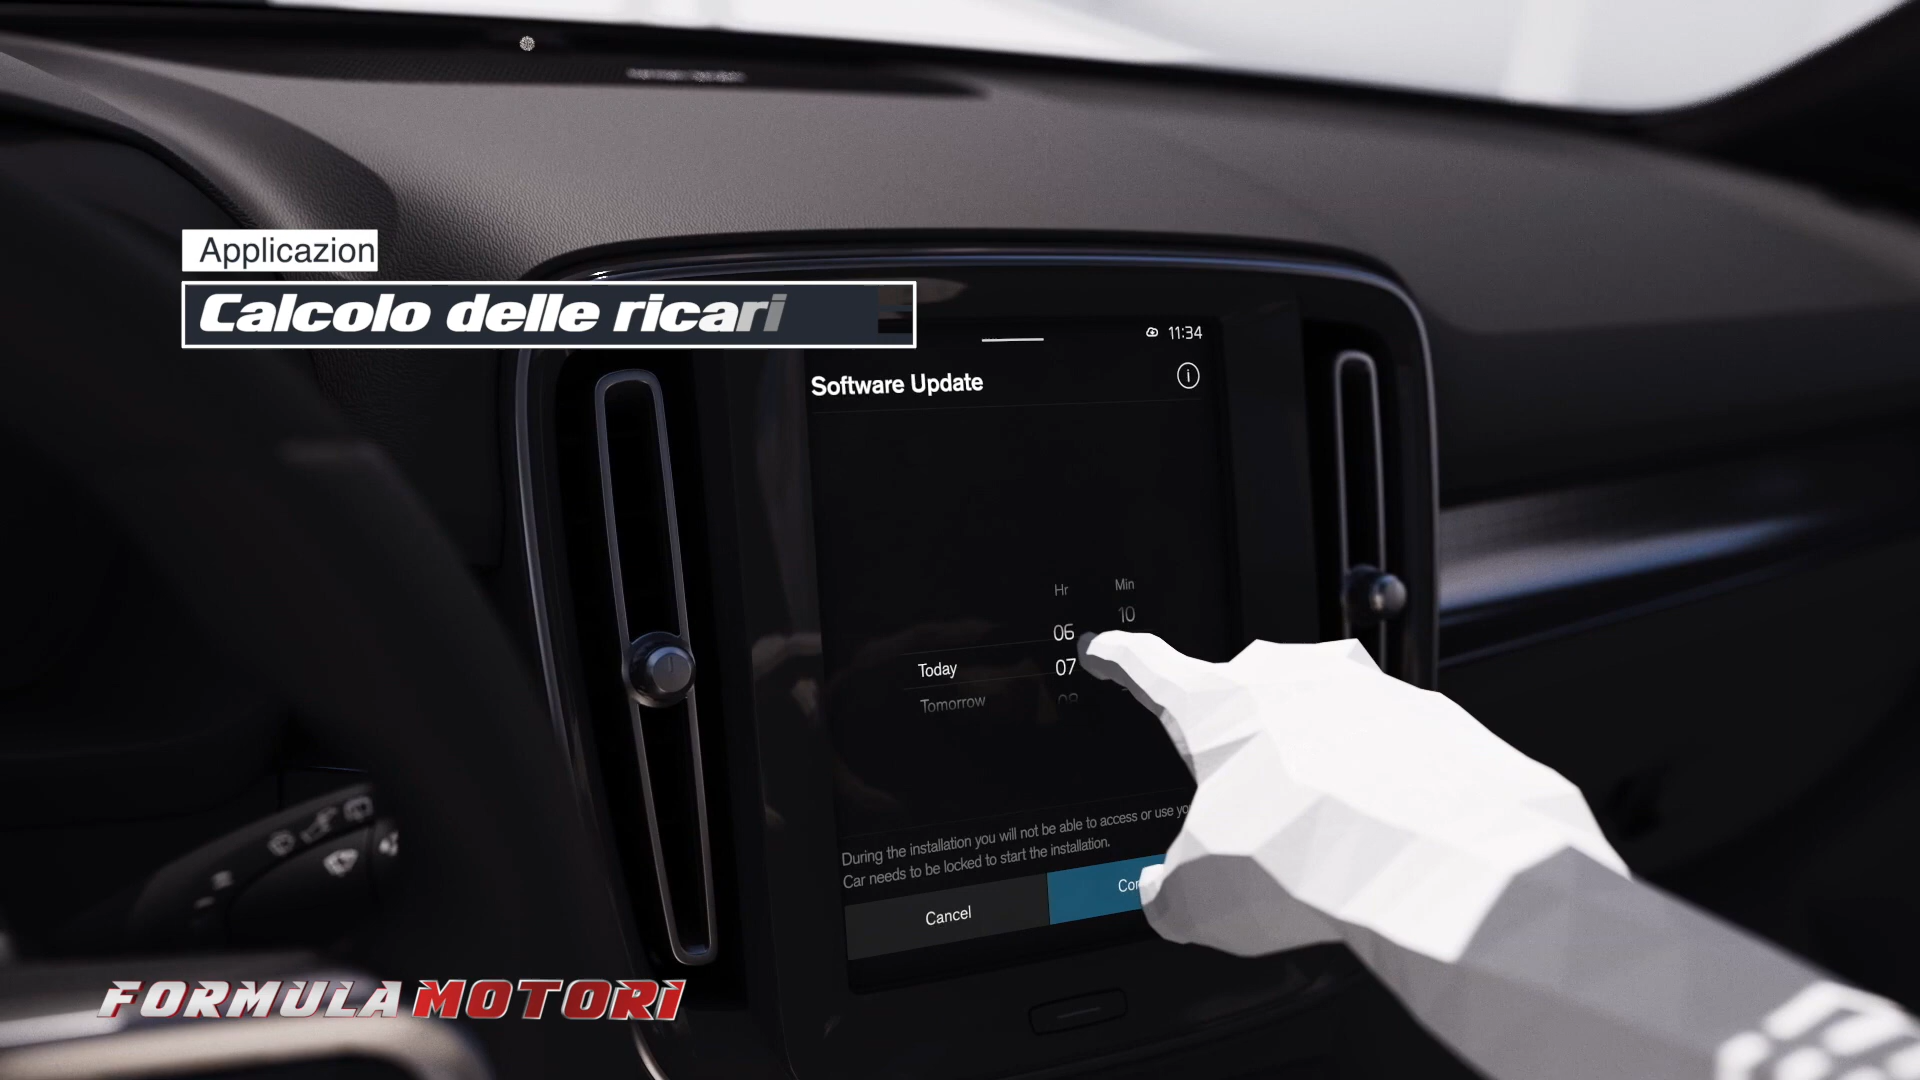 Applicazion
Calcolo delle ricari
11:34
Software Update
i
Hr Min
06 10
Today 07
Tomorrow 08
During the installation you will not be able to access or use
Car needs to be locked to start the installation.
Cancel
FORMULA MOTORI